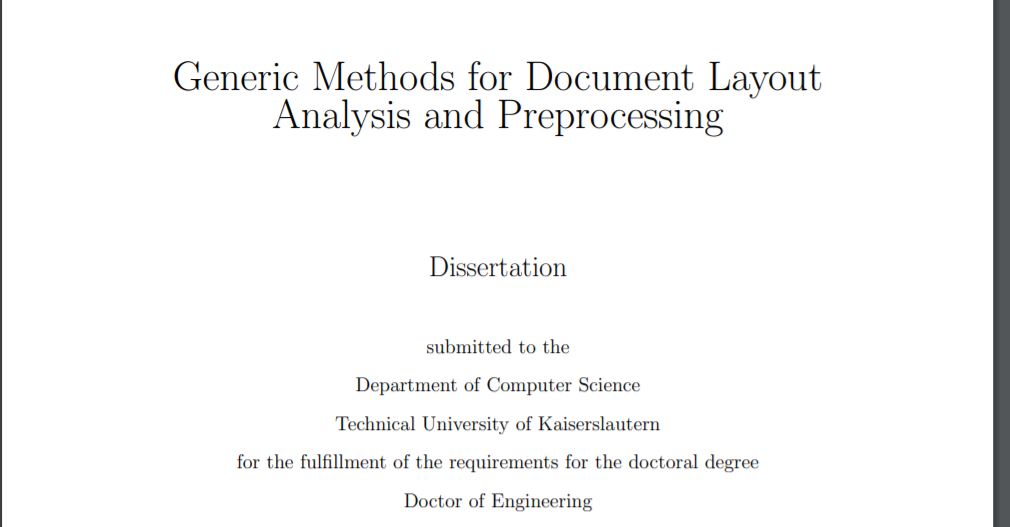 Generic Methods for Document Layout
Analysis and Preprocessing
Dissertation
submitted to the
Department of Computer Science
Technical University of Kaiserslautern
for the fulfillment of the requirements for the doctoral degree
Doctor of Engineering